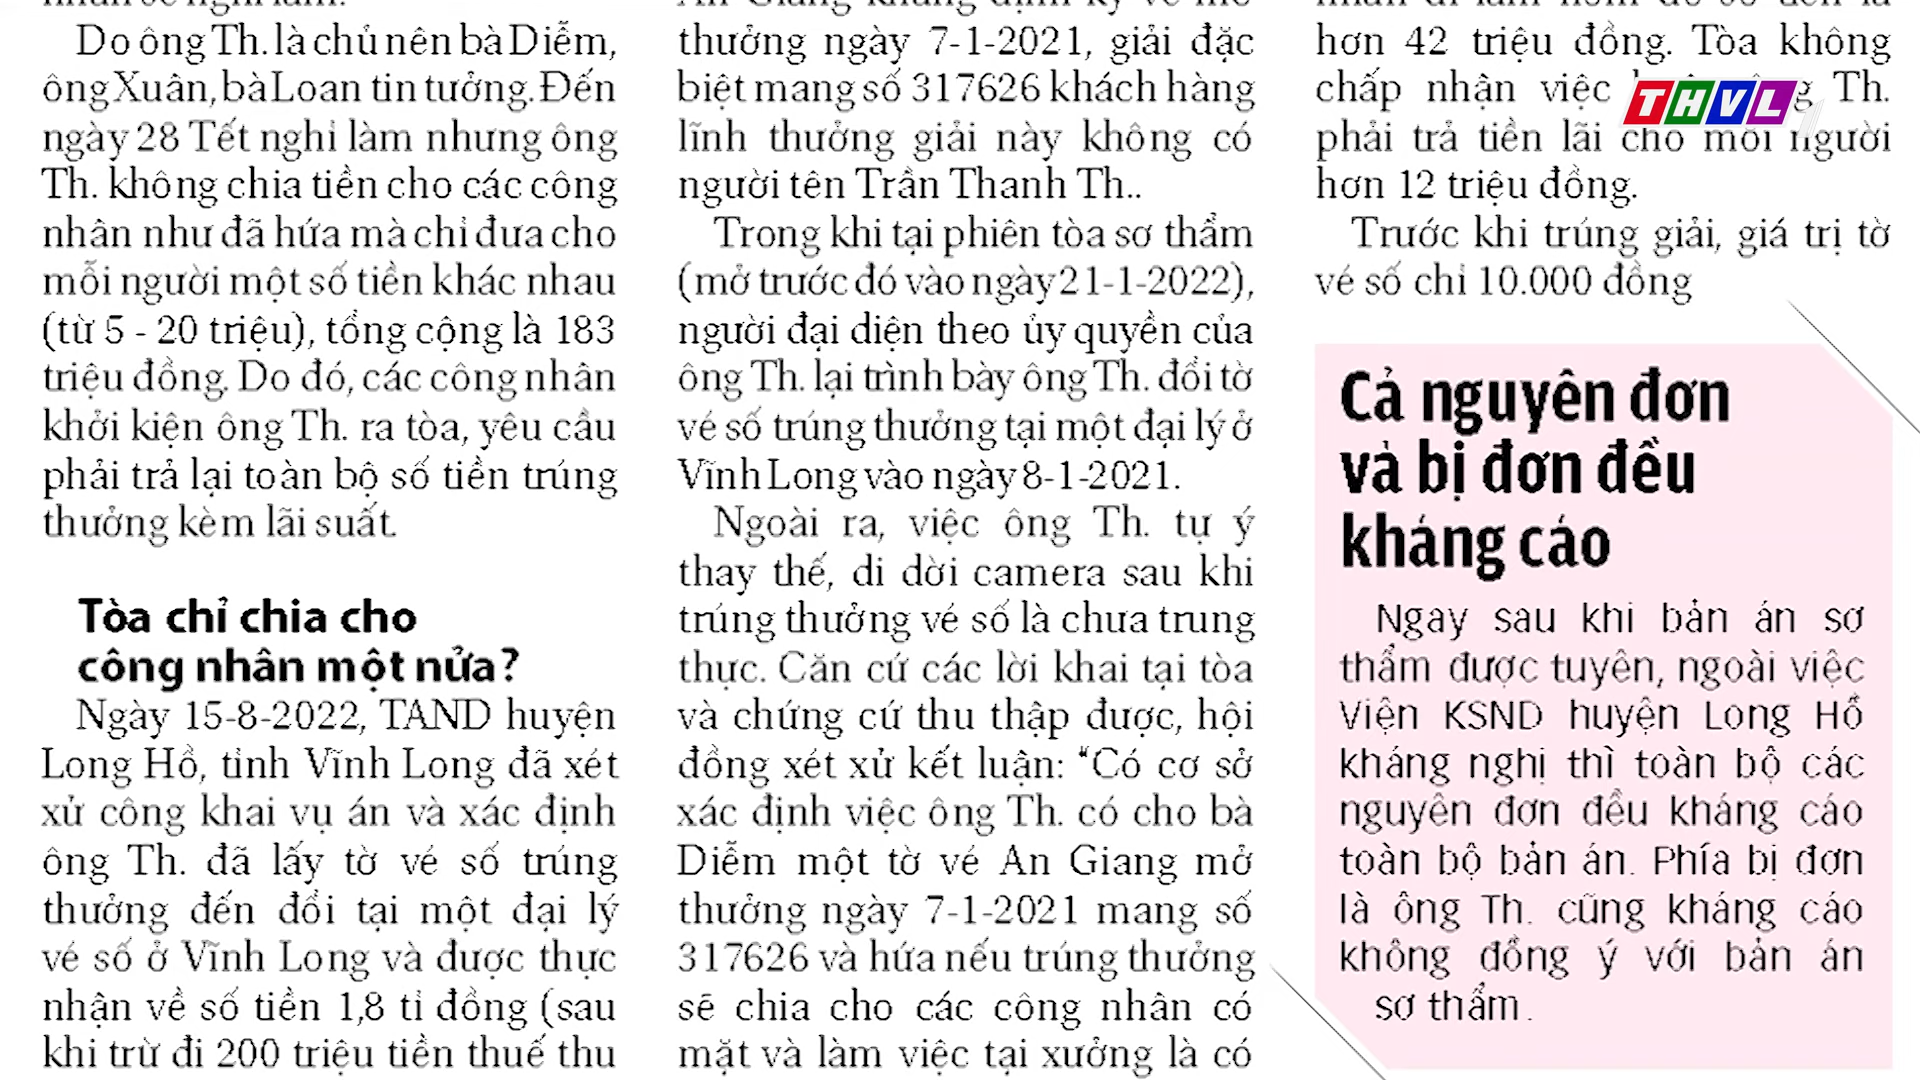 Do ông Th. là chủ nên bà Diễm,
ông Xuân, bà Loan tin tưởng. Đến
ngày 28 Tết nghỉ làm nhưng ông
Th. không chia tiền cho các công
nhân như đã hứa mà chỉ đưa cho
mỗi người một số tiền khác nhau
(từ 5 - 20 triệu), tổng cộng là 183
triệu đồng. Do đó, các công nhân
khởi kiện ông Th. ra tòa, yêu cầu
phải trả lại toàn bộ số tiền trúng
thưởng kèm lãi suất.
Tòa chỉ chia cho
công nhân một nửa?
Ngày 15-8-2022, TAND huyện
Long Hồ, tỉnh Vĩnh Long đã xét
xử công khai vụ án và xác định
ông Th. đã lấy tờ vé số trúng
thưởng đến đổi tại một đại lý
vé số ở Vĩnh Long và được thực
nhận về số tiền 1,8 tỉ đồng (sau
khi trừ đi 200 triệu tiền thuế thu
An Giang khẳng định kỳ vé mở
thưởng ngày 7-1-2021, giải đặc
biệt mang số 317626 khách hàng
lĩnh thưởng giải này không có
người tên Trần Thanh Th..
Trong khi tại phiên tòa sơ thẩm
(mở trước đó vào ngày 21-1-2022),
người đại diện theo ủy quyền của
ông Th. lại trình bày ông Th. đổi tờ
vé số trúng thưởng tại một đại lý ở
Vĩnh Long vào ngày 8-1-2021.
Ngoài ra, việc ông Th. tự ý
thay thế, di dời camera sau khi
trúng thưởng vé số là chưa trung
thực. Căn cứ các lời khai tại tòa
và chứng cứ thu thập được, hội
đồng xét xử kết luận: “Có cơ sở
xác định việc ông Th. có cho bà
Diễm một tờ vé An Giang mở
thưởng ngày 7-1-2021 mang số
317626 và hứa nếu trúng thưởng
sẽ chia cho các công nhân có
mặt và làm việc tại xưởng là có
hơn 42 triệu đồng. Tòa không
chấp nhận việc Th.
phải trả tiền lãi cho mỗi người
hơn 12 triệu đồng.
Trước khi trúng giải, giá trị tờ
vé số chỉ 10.000 đồng
Cả nguyên đơn
và bị đơn đều
kháng cáo
Ngay sau khi bản án sơ
thẩm được tuyên, ngoài việc
Viện KSND huyện Long Hồ
kháng nghị thì toàn bộ các
nguyên đơn đều kháng cáo
toàn bộ bản án. Phía bị đơn
là ông Th. cũng kháng cáo
không đồng ý với bản án
sơ thẩm.
THVL 1